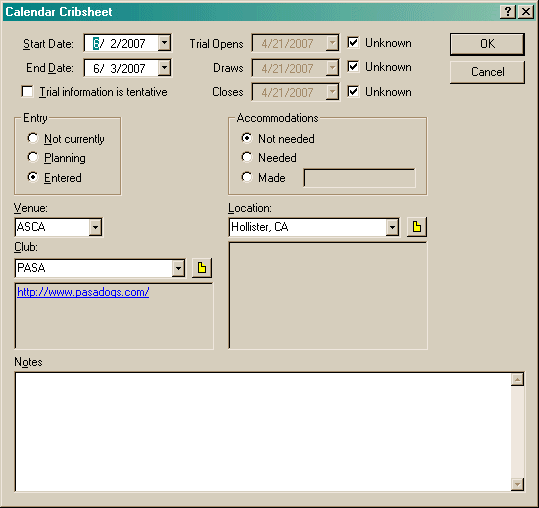 Calendar Cribsheet
Start Date: 6/ 2/2007 Trial Opens 4/21/2007 Unknown OK
End Date: 6/ 3/2007 Draws 4/21/2007 Unknown Cancel
Trial information is tentative Closes 4/21/2007 Unknown
Entry Accommodations
Not currently Not needed
Planning Needed
Entered Made
Venue: Location:
ASCA Hollister, CA
Club:
PASA
http://www.pasadogs.com/
Notes